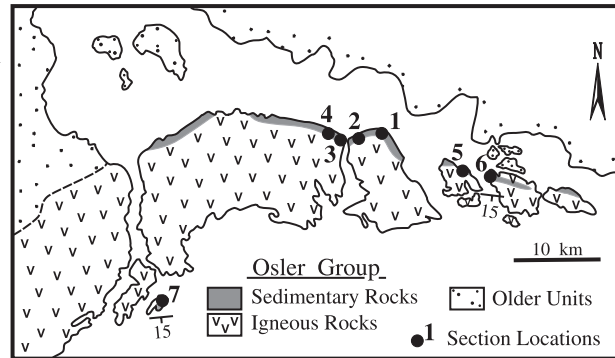 N
4
2
1
3
5
6
15
10 km
Osler Group
Sedimentary Rocks
Older Units
7
15
Igneous Rocks
1 Section Locations